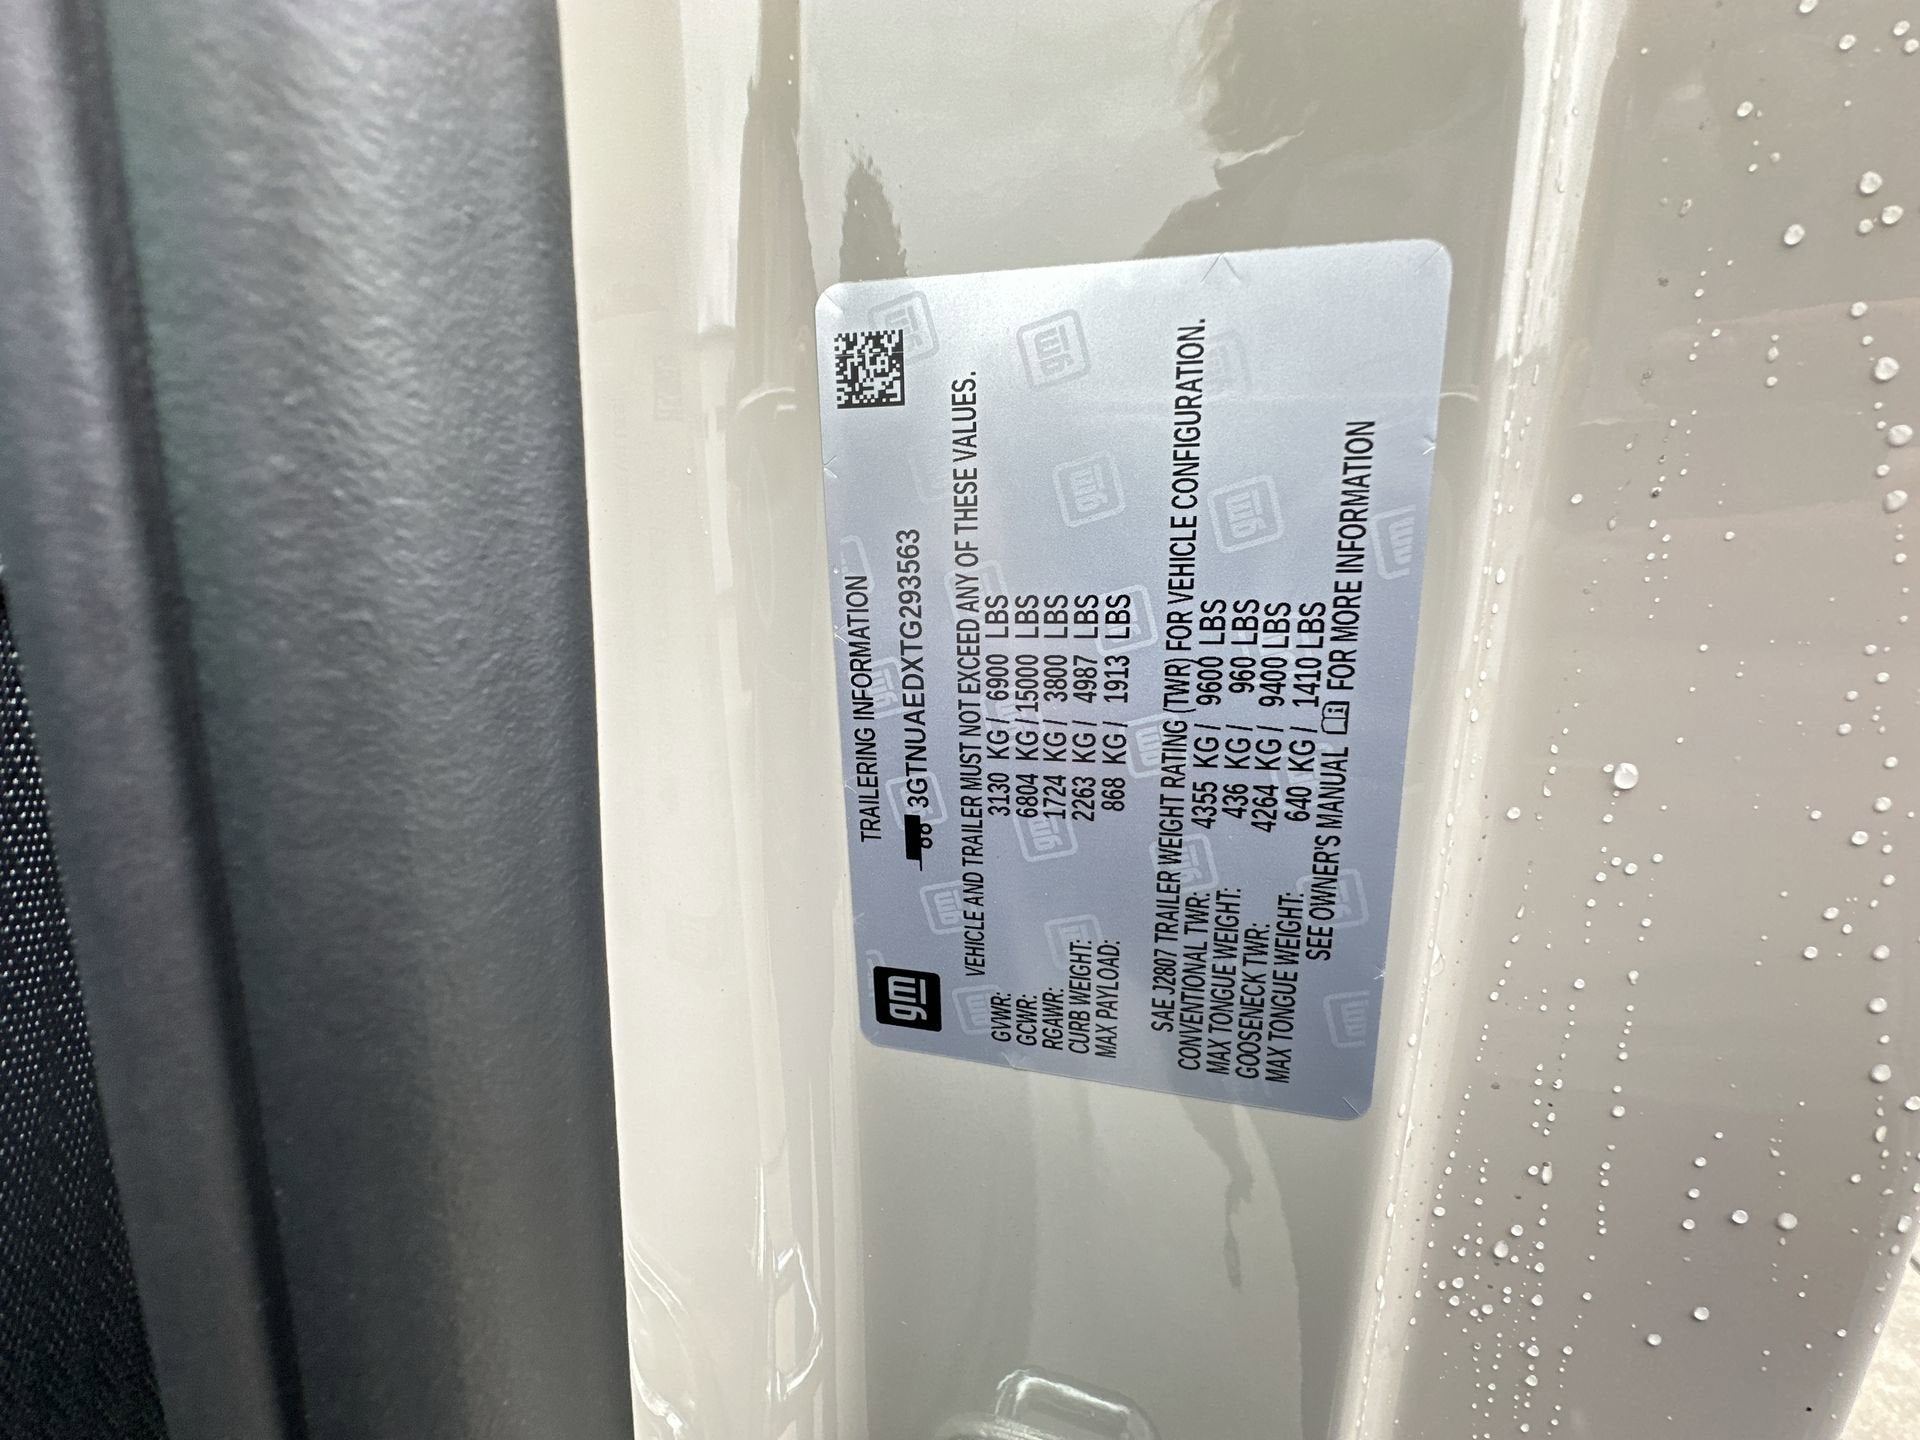 gm
TRAILERING INFORMATION
3GTNUAEDXTG293563
VEHICLE AND TRAILER MUST NOT EXCEED ANY OF THESE VALUES.
GVWR: 3130 KG / 6900 LBS
GCWR: 6804 KG / 15000 LBS
RGAWR: 1724 KG / 3800 LBS
CURB WEIGHT: 2263 KG / 4987 LBS
MAX PAYLOAD: 868 KG / 1913 LBS
SAE J2807 TRAILER WEIGHT RATING (TWR) FOR VEHICLE CONFIGURATION.
CONVENTIONAL TWR: 4355 KG / 9600 LBS
MAX TONGUE WEIGHT: 436 KG / 960 LBS
GOOSENECK TWR: 4264 KG / 9400 LBS
MAX TONGUE WEIGHT: 640 KG / 1410 LBS
SEE OWNER'S MANUAL FOR MORE INFORMATION